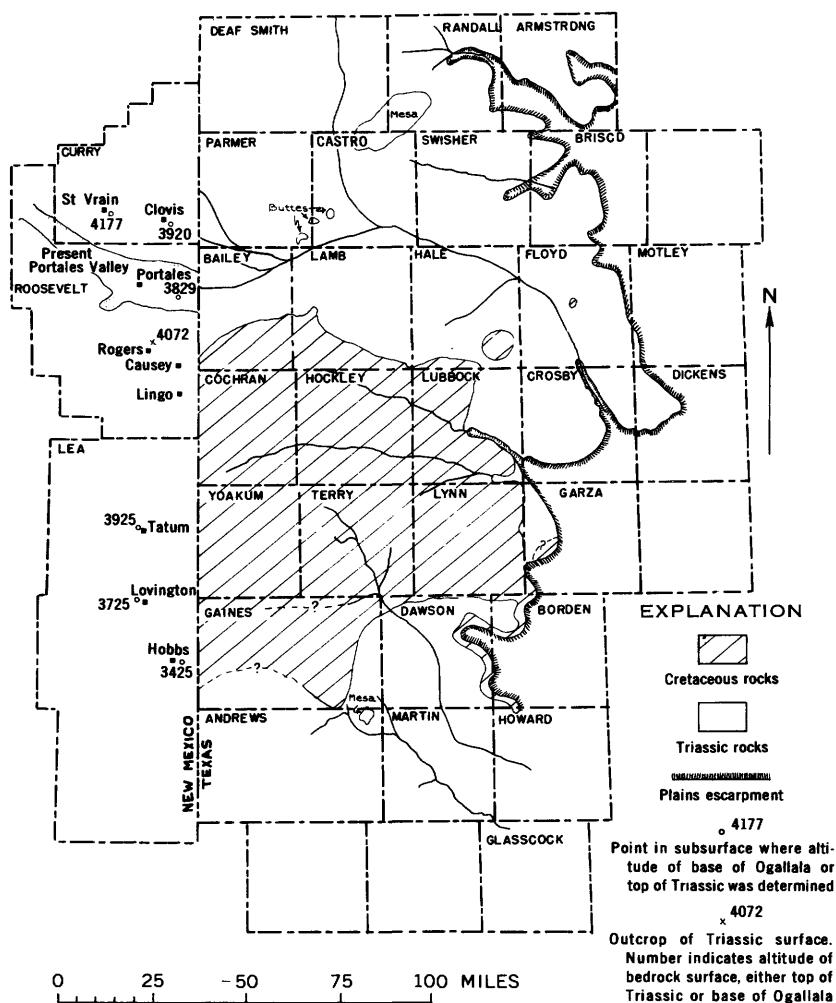 DEAF SMITH
RANDALL
ARMSTRDNG
Mesa
PARMER
CASTRO
SWISHER
BRISCO
CURRY
St Vrain
4177
Clovis
3920
Buttes
Present
Portales Valley
Portales
3829
BAILEY
LAMB
HALE
FLOYD
MOTLEY
ROOSEVELT
N
4072
Rogers
Causey
Lingo
COCHRAN
HOCKLEY
LUBBOCK
CROSBY
DICKENS
LEA
YOAKUM
TERRY
LYNN
GARZA
3925
Tatum
?
Lovington
3725
GAINES
?
DAWSON
BORDEN
Hobbs
3425
?
Mesa
ANDREWS
MARTIN
HOWARD
NEW MEXICO
TEXAS
GLASSCOCK
EXPLANATION
Cretaceous rocks
Triassic rocks
Plains escarpment
4177
Point in subsurface where alti-
tude of base of Ogallala or
top of Triassic was determined
x 4072
Outcrop of Triassic surface.
Number indicates altitude of
bedrock surface, either top of
Triassic or base of Ogallala
0 25 -50 75 100 MILES